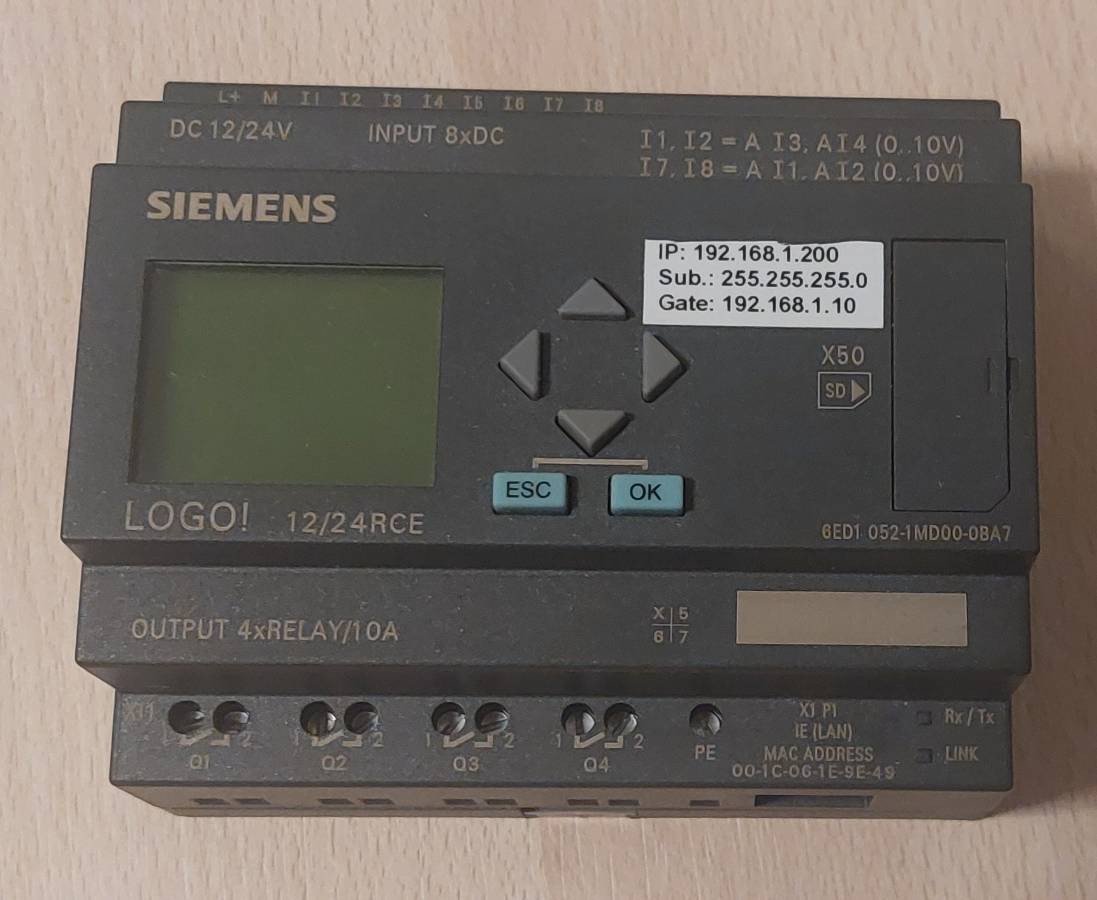 L+ M I1 I2 I3 I4 I5 I6 I7 I8
DC 12/24V INPUT 8xDC I1, I2 = A I3, A I4 (0..10V)
I7, I8 = A I1, A I2 (0..10V)
SIEMENS
IP: 192.168.1.200
Sub.: 255.255.255.0
Gate: 192.168.1.10
X50
SD
ESC OK
LOGO! 12/24RCE
6ED1 052-1MD00-0BA7
OUTPUT 4xRELAY/10A
X 5
6 7
X11
1 2 1 2 1 2 1 2
Q1 Q2 Q3 Q4 PE
X1 P1
IE (LAN)
MAC ADDRESS
00-1C-06-1E-9E-49
Rx / Tx
LINK